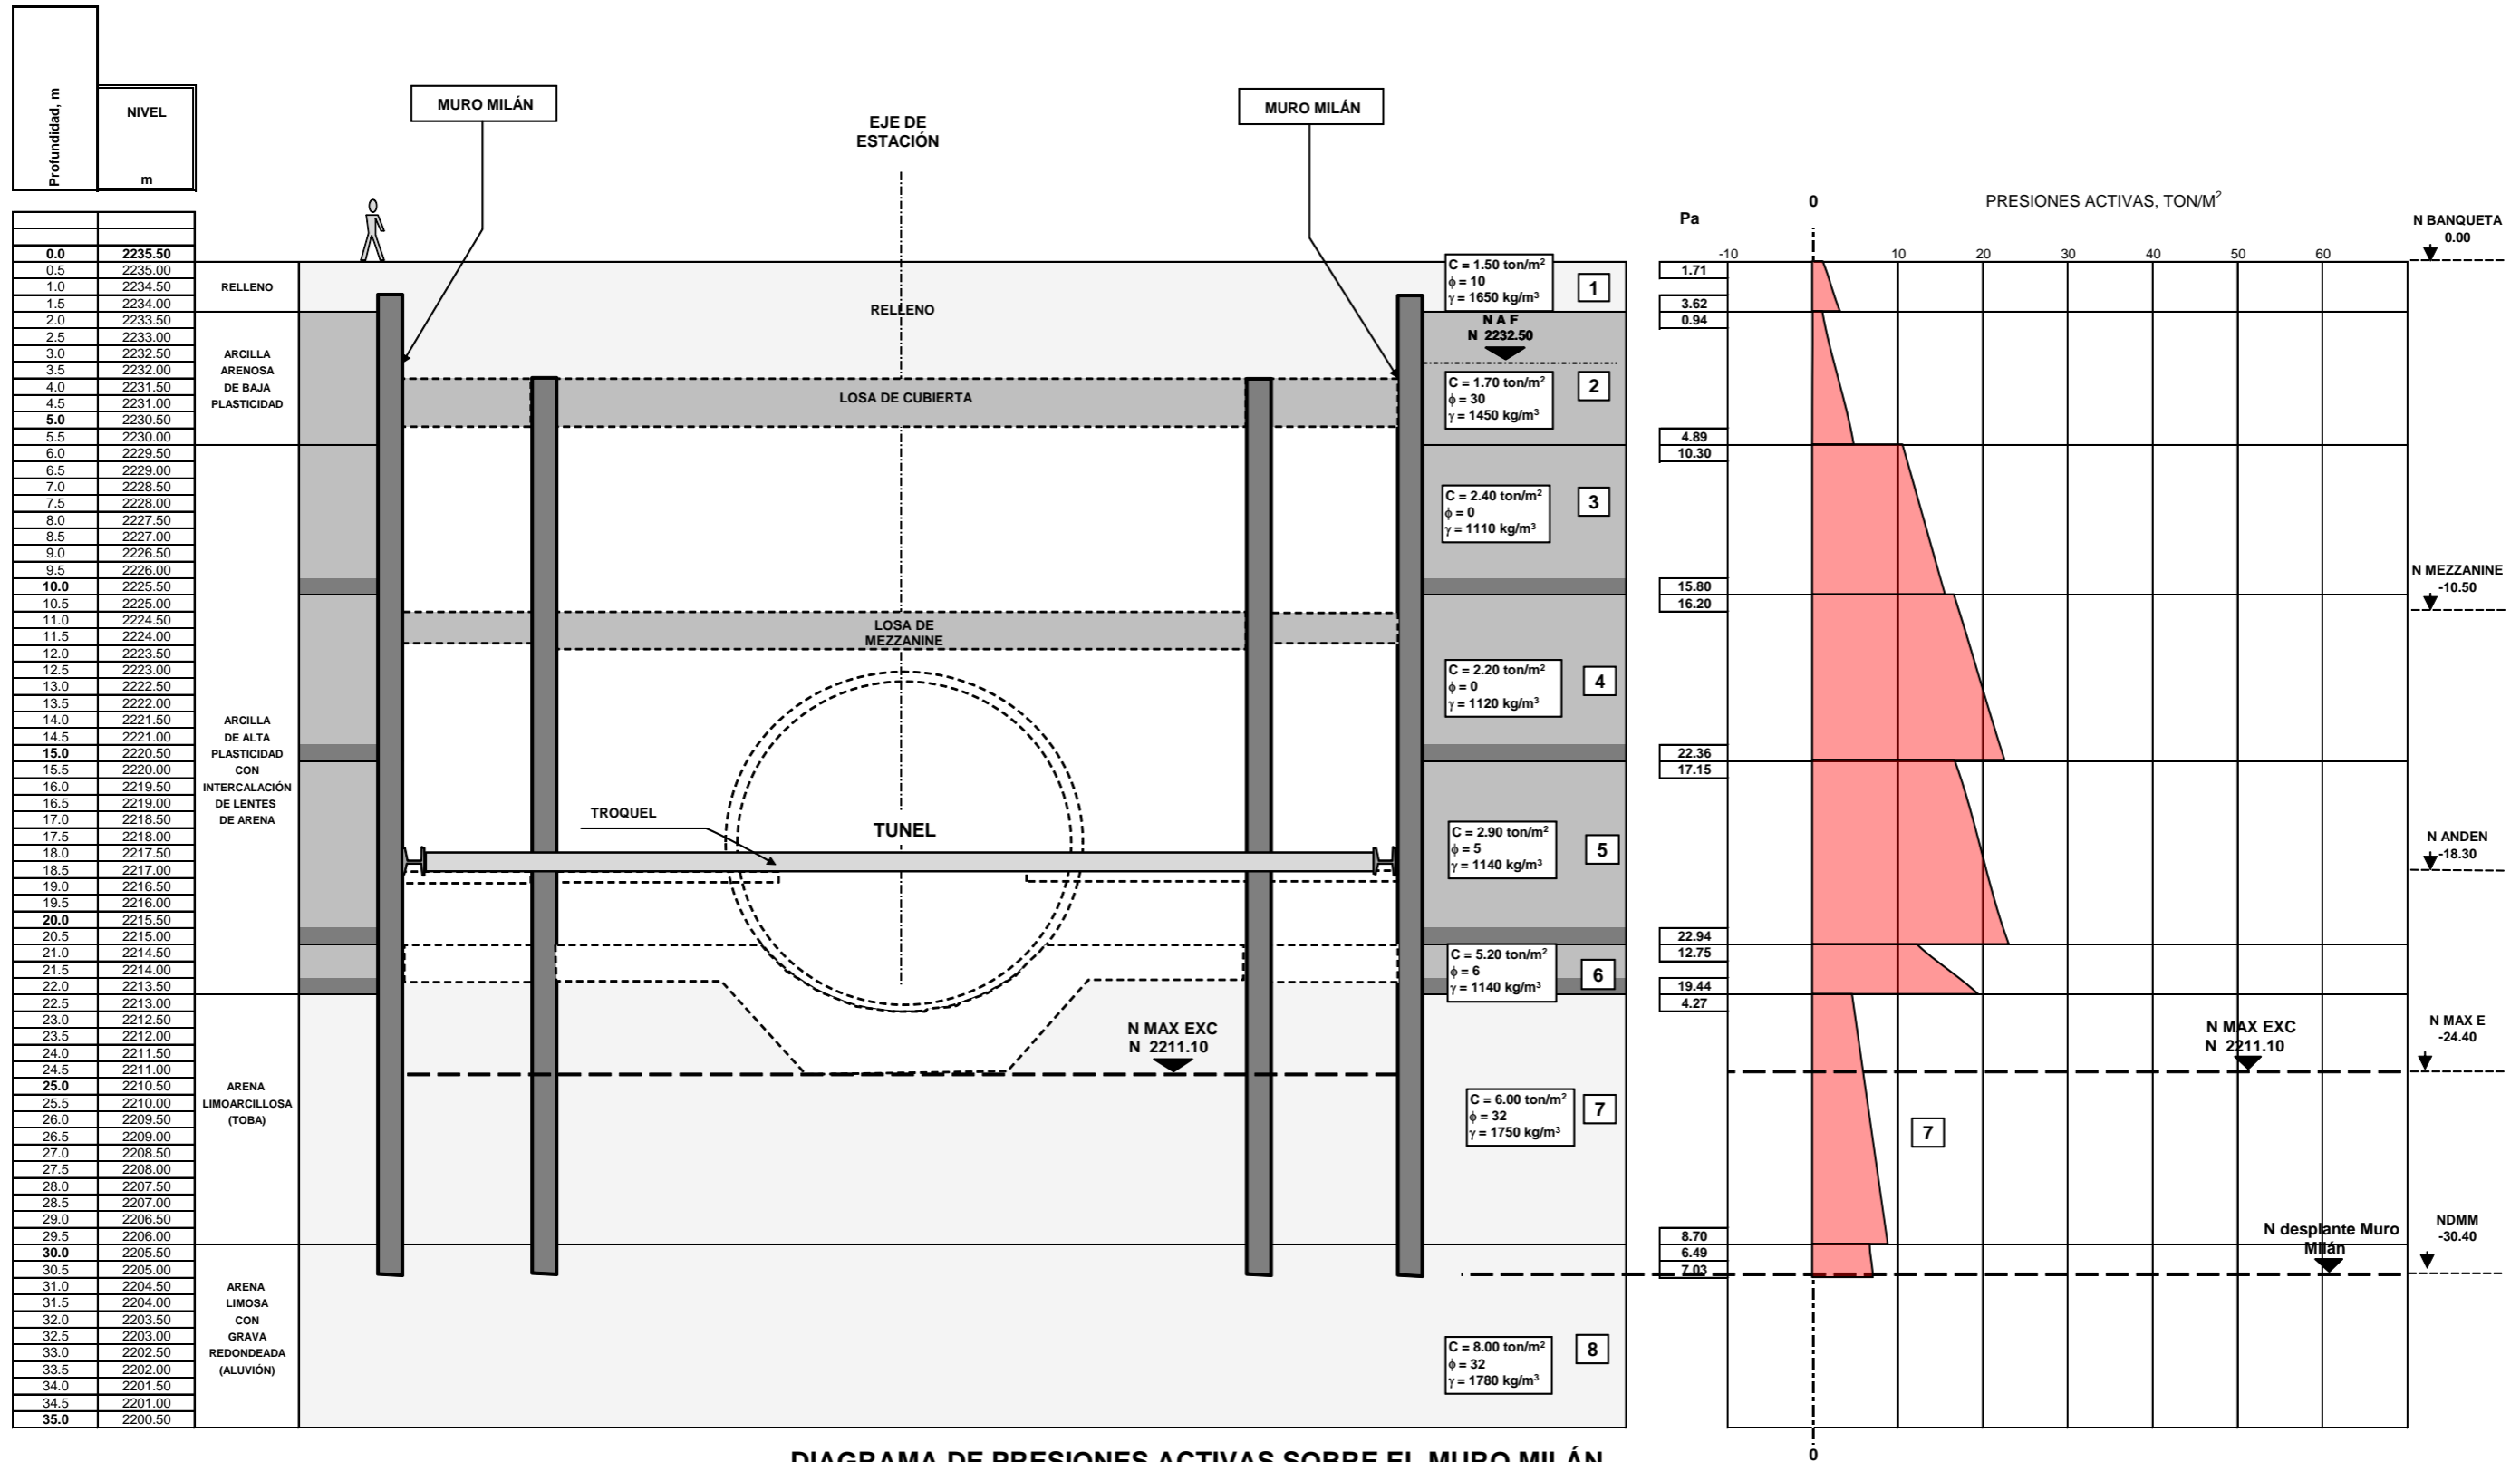 Profundidad, m
NIVEL
m
MURO MILÁN
EJE DE
ESTACIÓN
MURO MILÁN
0.0 2235.50
0.5 2235.00
1.0 2234.50
1.5 2234.00
2.0 2233.50
2.5 2233.00
3.0 2232.50
3.5 2232.00
4.0 2231.50
4.5 2231.00
5.0 2230.50
5.5 2230.00
6.0 2229.50
6.5 2229.00
7.0 2228.50
7.5 2228.00
8.0 2227.50
8.5 2227.00
9.0 2226.50
9.5 2226.00
10.0 2225.50
10.5 2225.00
11.0 2224.50
11.5 2224.00
12.0 2223.50
12.5 2223.00
13.0 2222.50
13.5 2222.00
14.0 2221.50
14.5 2221.00
15.0 2220.50
15.5 2220.00
16.0 2219.50
16.5 2219.00
17.0 2218.50
17.5 2218.00
18.0 2217.50
18.5 2217.00
19.0 2216.50
19.5 2216.00
20.0 2215.50
20.5 2215.00
21.0 2214.50
21.5 2214.00
22.0 2213.50
22.5 2213.00
23.0 2212.50
23.5 2212.00
24.0 2211.50
24.5 2211.00
25.0 2210.50
25.5 2210.00
26.0 2209.50
26.5 2209.00
27.0 2208.50
27.5 2208.00
28.0 2207.50
28.5 2207.00
29.0 2206.50
29.5 2206.00
30.0 2205.50
30.5 2205.00
31.0 2204.50
31.5 2204.00
32.0 2203.50
32.5 2203.00
33.0 2202.50
33.5 2202.00
34.0 2201.50
34.5 2201.00
35.0 2200.50
RELLENO
ARCILLA
ARENOSA
DE BAJA
PLASTICIDAD
ARCILLA
DE ALTA
PLASTICIDAD
CON
INTERCALACIÓN
DE LENTES
DE ARENA
ARENA
LIMOARCILLOSA
(TOBA)
ARENA
LIMOSA
CON
GRAVA
REDONDEADA
(ALUVIÓN)
RELLENO
LOSA DE CUBIERTA
LOSA DE
MEZZANINE
TROQUEL
TUNEL
N MAX EXC
N 2211.10
C = 1.50 ton/m²
ϕ = 10
γ = 1650 kg/m³
1
N A F
N 2232.50
C = 1.70 ton/m²
ϕ = 30
γ = 1450 kg/m³
2
C = 2.40 ton/m²
ϕ = 0
γ = 1110 kg/m³
3
C = 2.20 ton/m²
ϕ = 0
γ = 1120 kg/m³
4
C = 2.90 ton/m²
ϕ = 5
γ = 1140 kg/m³
5
C = 5.20 ton/m²
ϕ = 6
γ = 1140 kg/m³
6
C = 6.00 ton/m²
ϕ = 32
γ = 1750 kg/m³
7
C = 8.00 ton/m²
ϕ = 32
γ = 1780 kg/m³
8
Pa
1.71
3.62
0.94
4.89
10.30
15.80
16.20
22.36
17.15
22.94
12.75
19.44
4.27
8.70
6.49
7.03
0
PRESIONES ACTIVAS, TON/M²
-10 10 20 30 40 50 60
N MAX EXC
N 2211.10
7
N desplante Muro
Milán
0
N BANQUETA
0.00
N MEZZANINE
-10.50
N ANDEN
-18.30
N MAX E
-24.40
NDMM
-30.40
DIAGRAMA DE PRESIONES ACTIVAS SOBRE EL MURO MILÁN